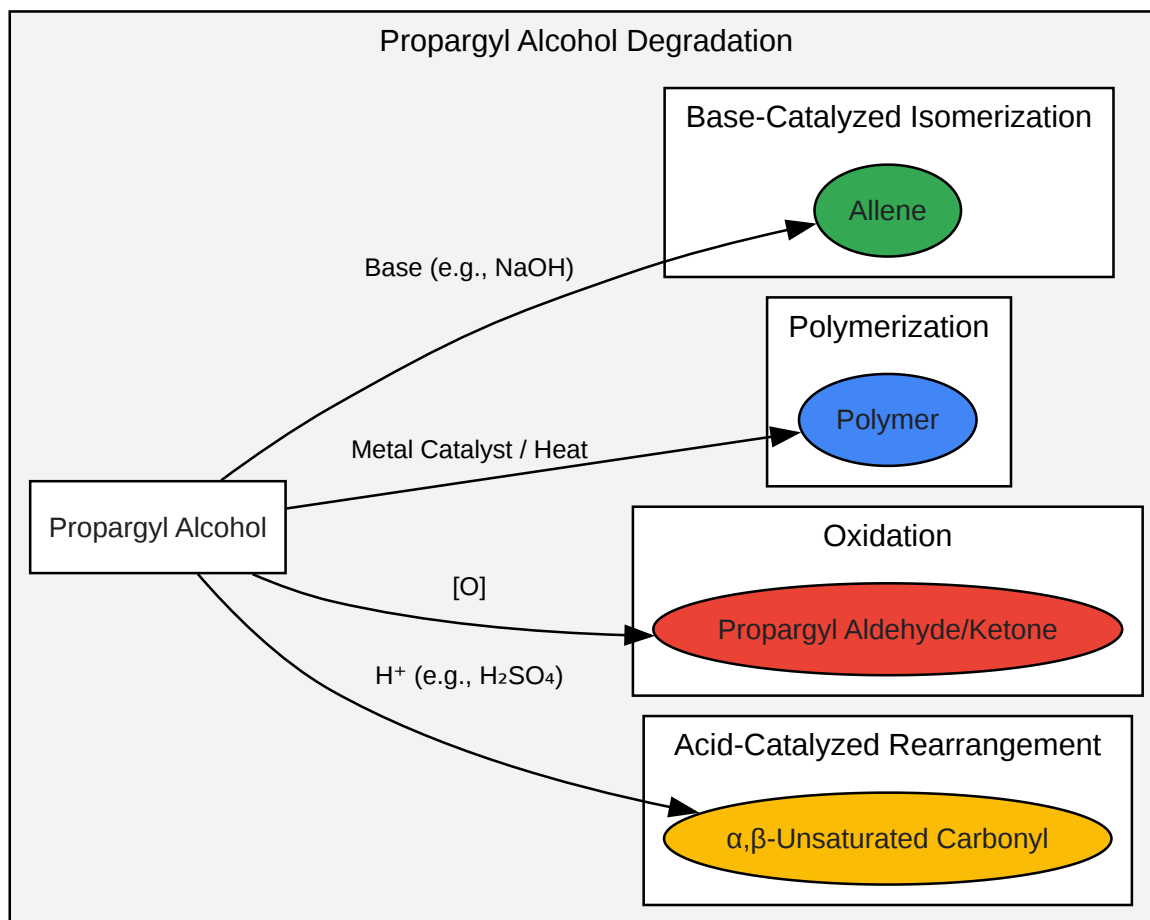 Propargyl Alcohol Degradation
Base-Catalyzed Isomerization
Allene
Base (e.g., NaOH)
Polymerization
Polymer
Metal Catalyst / Heat
Propargyl Alcohol
Oxidation
[O]
Propargyl Aldehyde/Ketone
H⁺ (e.g., H₂SO₄)
Acid-Catalyzed Rearrangement
α,β-Unsaturated Carbonyl